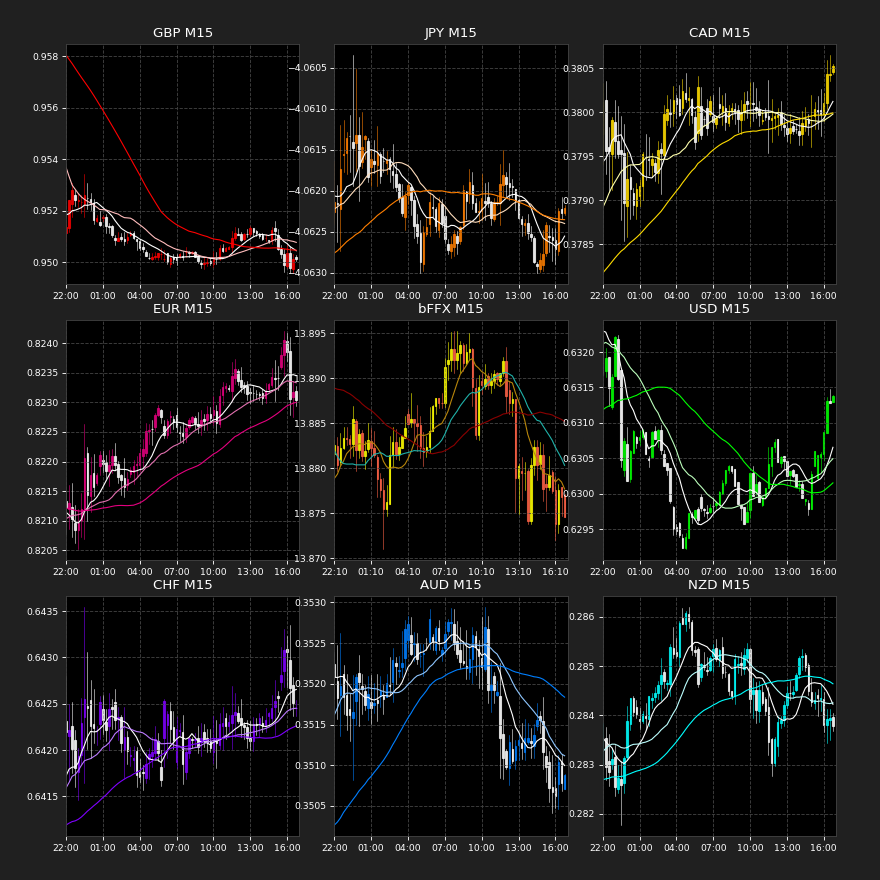 GBP M15
0.958
0.956
0.954
0.952
0.950
22:00 01:00 04:00 07:00 10:00 13:00 16:00
JPY M15
−4.0605
−4.0610
−4.0615
−4.0620
−4.0625
−4.0630
22:00 01:00 04:00 07:00 10:00 13:00 16:00
CAD M15
0.3805
0.3800
0.3795
0.3790
0.3785
22:00 01:00 04:00 07:00 10:00 13:00 16:00
EUR M15
0.8240
0.8235
0.8230
0.8225
0.8220
0.8215
0.8210
0.8205
22:00 01:00 04:00 07:00 10:00 13:00 16:00
bFFX M15
13.895
13.890
13.885
13.880
13.875
13.870
22:10 01:10 04:10 07:10 10:10 13:10 16:10
USD M15
0.6320
0.6315
0.6310
0.6305
0.6300
0.6295
22:00 01:00 04:00 07:00 10:00 13:00 16:00
CHF M15
0.6435
0.6430
0.6425
0.6420
0.6415
22:00 01:00 04:00 07:00 10:00 13:00 16:00
AUD M15
0.3530
0.3525
0.3520
0.3515
0.3510
0.3505
22:00 01:00 04:00 07:00 10:00 13:00 16:00
NZD M15
0.286
0.285
0.284
0.283
0.282
22:00 01:00 04:00 07:00 10:00 13:00 16:00